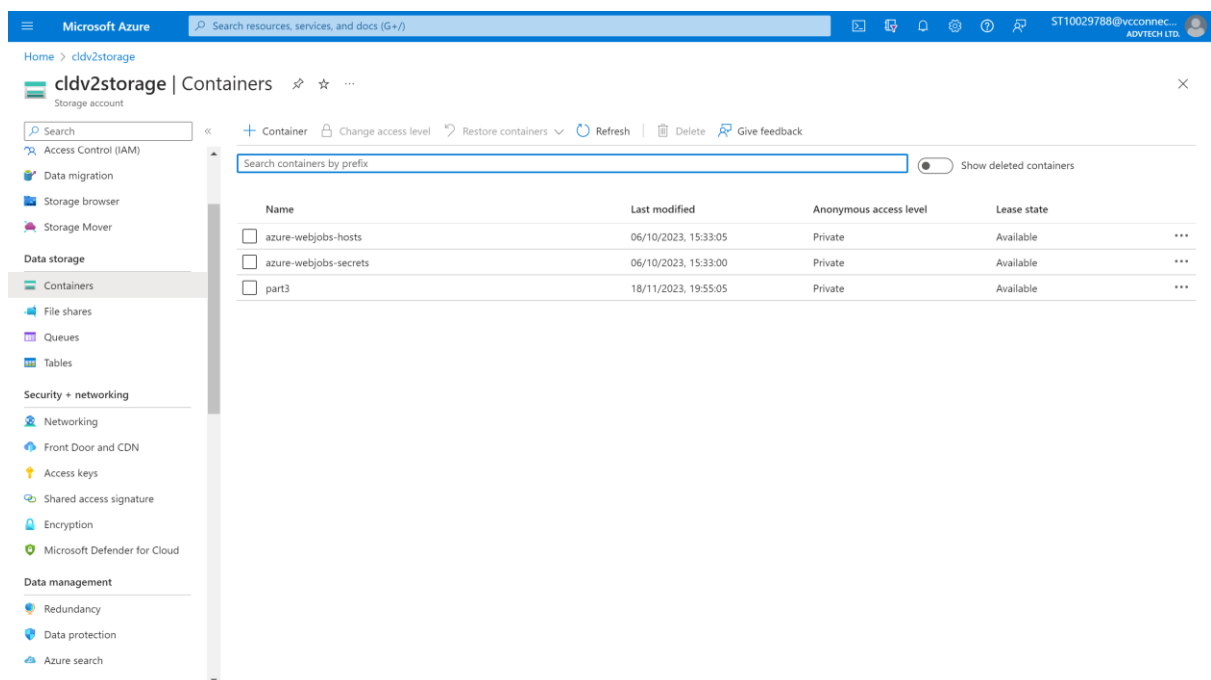 Microsoft Azure
Search resources, services, and docs (G+/)
ST10029788@vcconnec...
ADVTECH LTD.
Home > cldv2storage
cldv2storage | Containers
Storage account
Search
Container
Change access level
Restore containers
Refresh
Delete
Give feedback
Access Control (IAM)
Data migration
Storage browser
Storage Mover
Data storage
Containers
File shares
Queues
Tables
Security + networking
Networking
Front Door and CDN
Access keys
Shared access signature
Encryption
Microsoft Defender for Cloud
Data management
Redundancy
Data protection
Azure search
Search containers by prefix
Show deleted containers
Name Last modified Anonymous access level Lease state
azure-webjobs-hosts 06/10/2023, 15:33:05 Private Available
azure-webjobs-secrets 06/10/2023, 15:33:00 Private Available
part3 18/11/2023, 19:55:05 Private Available